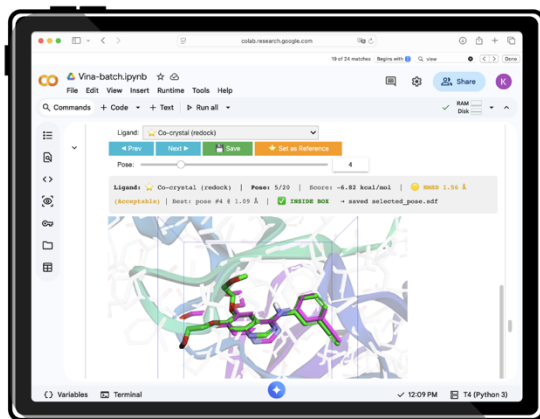 colab.research.google.com
19 of 24 matches Begins with Q view Done
CO Vina-batch.ipynb
File Edit View Insert Runtime Tools Help
Share
K
Commands + Code + Text Run all
RAM
Disk
Ligand: Co-crystal (redock)
Prev Next Save Set as Reference
Pose: 4
Ligand: Co-crystal (redock) | Pose: 5/20 | Score: -6.82 kcal/mol | RMSD 1.56 Å
(Acceptable) | Best: pose #4 @ 1.09 Å | INSIDE BOX → saved selected_pose.sdf
Variables Terminal 12:09 PM T4 (Python 3)